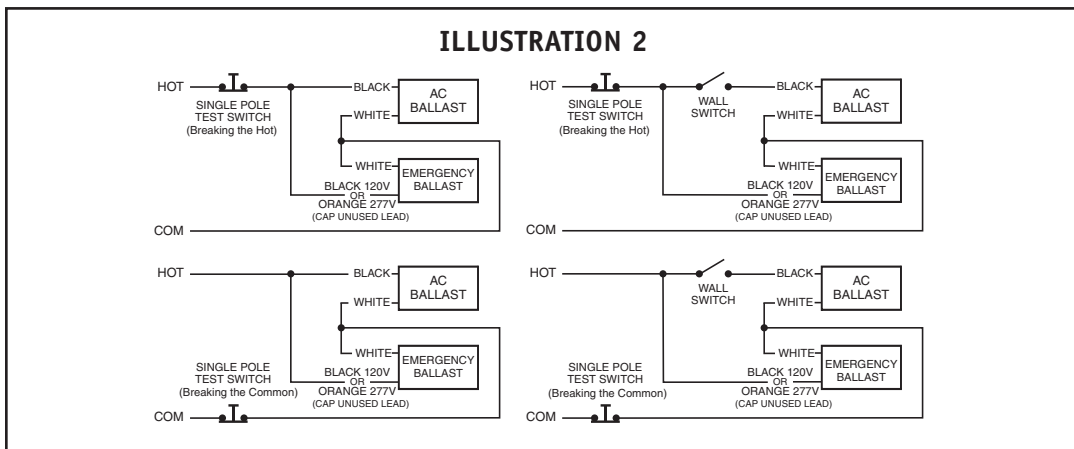 ILLUSTRATION 2
HOT
SINGLE POLE
TEST SWITCH
(Breaking the Hot)
BLACK
AC
BALLAST
WHITE
WHITE
EMERGENCY
BALLAST
BLACK 120V
OR
ORANGE 277V
(CAP UNUSED LEAD)
COM
HOT
SINGLE POLE
TEST SWITCH
(Breaking the Hot)
WALL
SWITCH
BLACK
AC
BALLAST
WHITE
WHITE
EMERGENCY
BALLAST
BLACK 120V
OR
ORANGE 277V
(CAP UNUSED LEAD)
COM
HOT
BLACK
AC
BALLAST
WHITE
WHITE
EMERGENCY
BALLAST
SINGLE POLE
TEST SWITCH
(Breaking the Common)
BLACK 120V
OR
ORANGE 277V
(CAP UNUSED LEAD)
COM
HOT
WALL
SWITCH
BLACK
AC
BALLAST
WHITE
WHITE
EMERGENCY
BALLAST
SINGLE POLE
TEST SWITCH
(Breaking the Common)
BLACK 120V
OR
ORANGE 277V
(CAP UNUSED LEAD)
COM